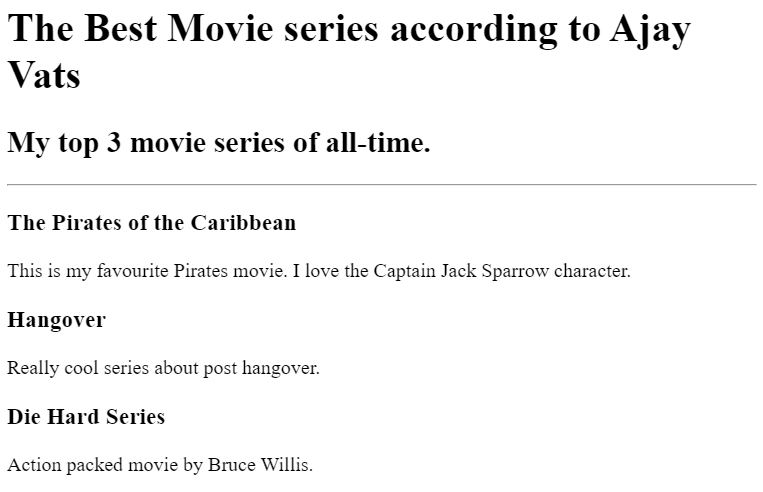 The Best Movie series according to Ajay
Vats
My top 3 movie series of all-time.
The Pirates of the Caribbean
This is my favourite Pirates movie. I love the Captain Jack Sparrow character.
Hangover
Really cool series about post hangover.
Die Hard Series
Action packed movie by Bruce Willis.